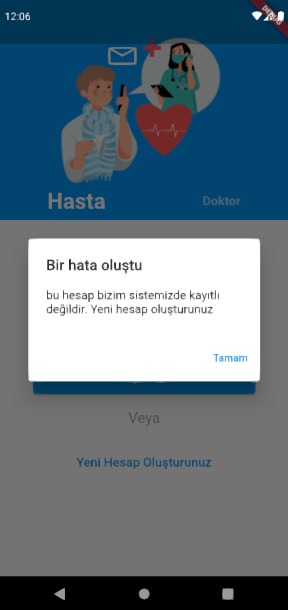 12:06
DEBUG
Hasta
Doktor
Bir hata oluştu
bu hesap bizim sistemizde kayıtlı
değildir. Yeni hesap oluşturunuz
Tamam
Veya
Yeni Hesap Oluşturunuz